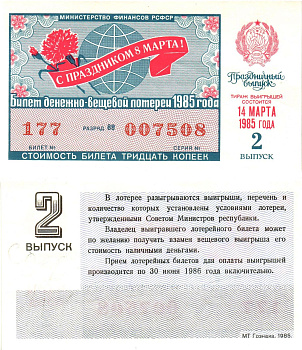 МИНИСТЕРСТВО ФИНАНСОВ РСФСР
С ПРАЗДНИКОМ 8 МАРТА!
Праздничный
выпуск
ТИРАЖ ВЫИГРЫШЕЙ
СОСТОИТСЯ
14 МАРТА
1985 ГОДА
2
ВЫПУСК
Билет денежно-вещевой лотереи 1985 года
177 РАЗРЯД 88 007508
БИЛЕТ № СЕРИЯ №
СТОИМОСТЬ БИЛЕТА ТРИДЦАТЬ КОПЕЕК
2
ВЫПУСК
В лотерее разыгрываются выигрыши, перечень и
количество которых установлены условиями лотереи,
утвержденными Советом Министров республики.
Владелец выигравшего лотерейного билета может
по желанию получить взамен вещевого выигрыша его
стоимость наличными деньгами.
Прием лотерейных билетов для оплаты выигрышей
производится по 30 июня 1986 года включительно.
МТ Гознака. 1985.